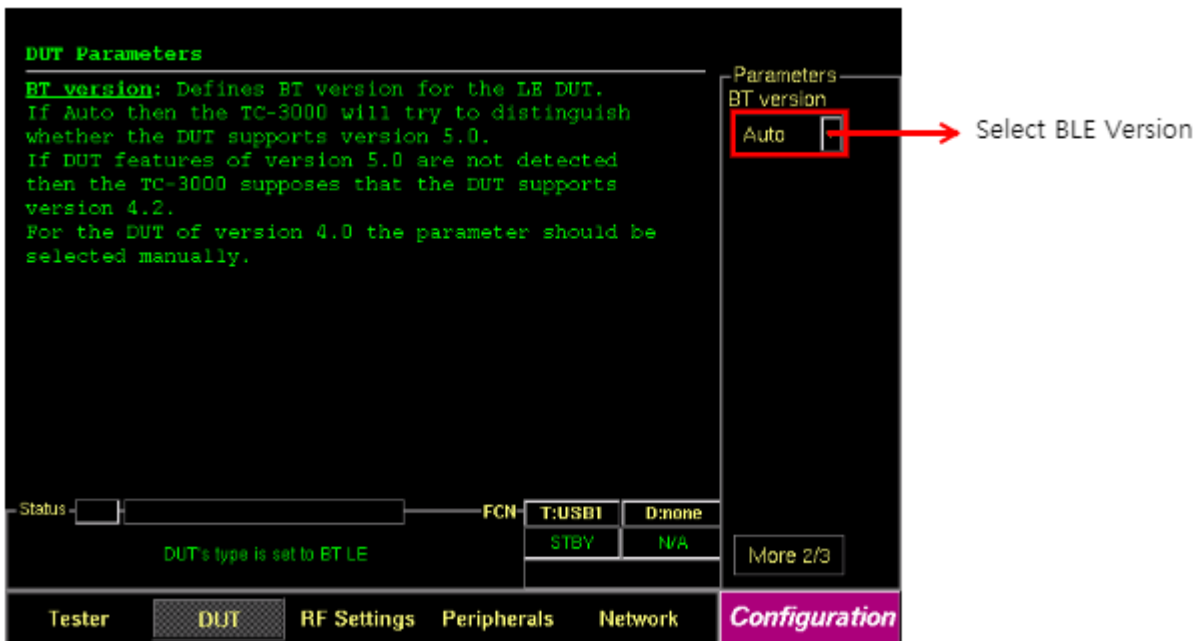 DUT Parameters
BT version: Defines BT version for the LE DUT.
If Auto then the TC-3000 will try to distinguish
whether the DUT supports version 5.0.
If DUT features of version 5.0 are not detected
then the TC-3000 supposes that the DUT supports
version 4.2.
For the DUT of version 4.0 the parameter should be
selected manually.
Parameters
BT version
Auto
Select BLE Version
Status
FCN
T:USB1
D:none
STBY
N/A
DUT's type is set to BT LE
More 2/3
Tester
DUT
RF Settings
Peripherals
Network
Configuration